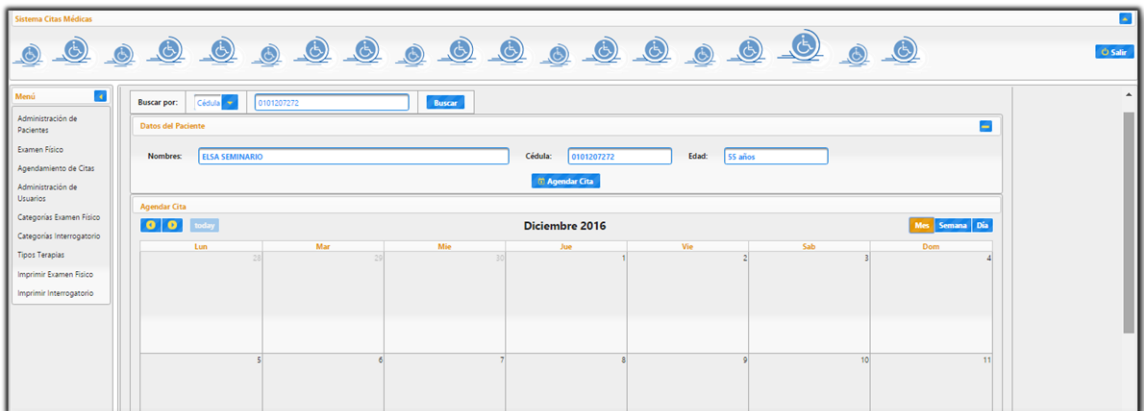 Sistema Citas Médicas
Salir
Menú
Administración de
Pacientes
Examen Físico
Agendamiento de Citas
Administración de
Usuarios
Categorías Examen Físico
Categorías Interrogatorio
Tipos Terapias
Imprimir Examen Fisico
Imprimir Interrogatorio
Buscar por: Cédula 0101207272 Buscar
Datos del Paciente
Nombres: ELSA SEMINARIO Cédula: 0101207272 Edad: 55 años
Agendar Cita
Agendar Cita
today Diciembre 2016 Mes Semana Día
Lun Mar Mie Jue Vie Sab Dom
28 29 30 1 2 3 4
5 6 7 8 9 10 11